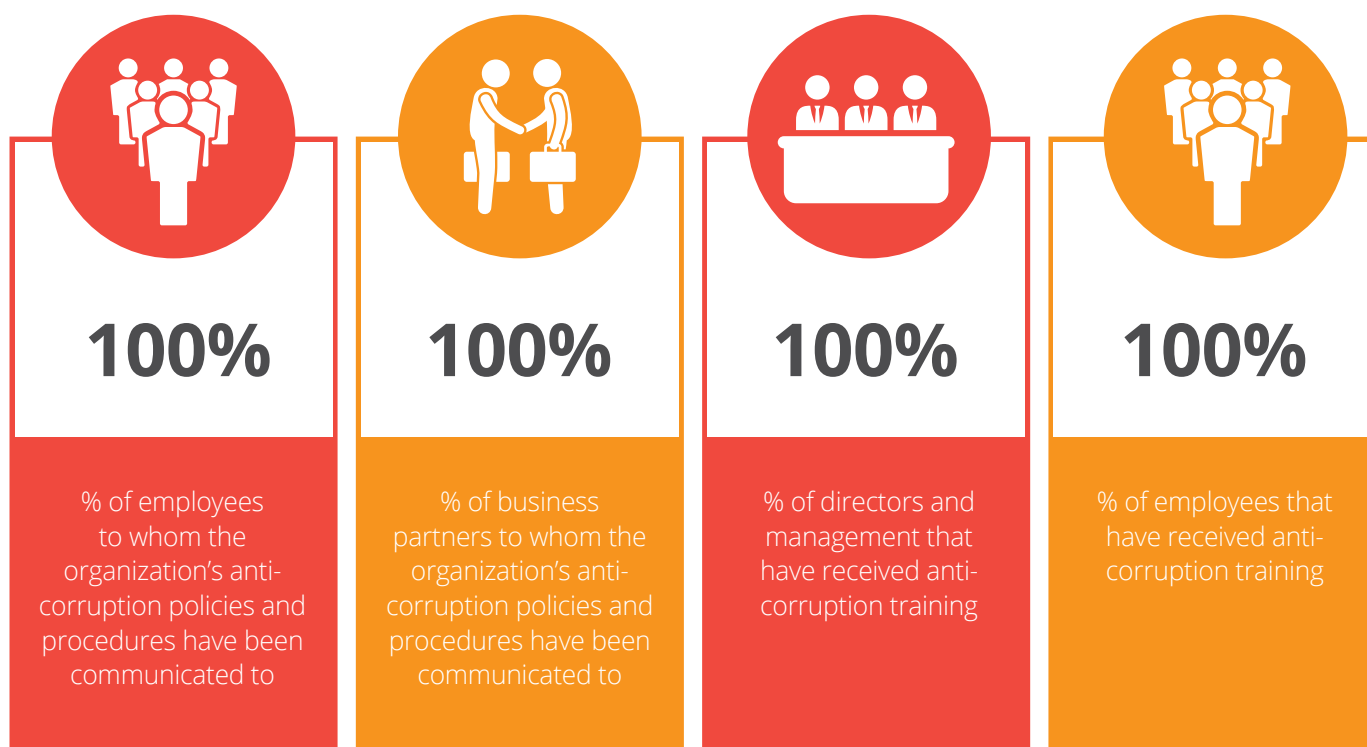 100%
% of employees
to whom the
organization’s anti-
corruption policies and
procedures have been
communicated to
100%
% of business
partners to whom the
organization’s anti-
corruption policies and
procedures have been
communicated to
100%
% of directors and
management that
have received anti-
corruption training
100%
% of employees that
have received anti-
corruption training